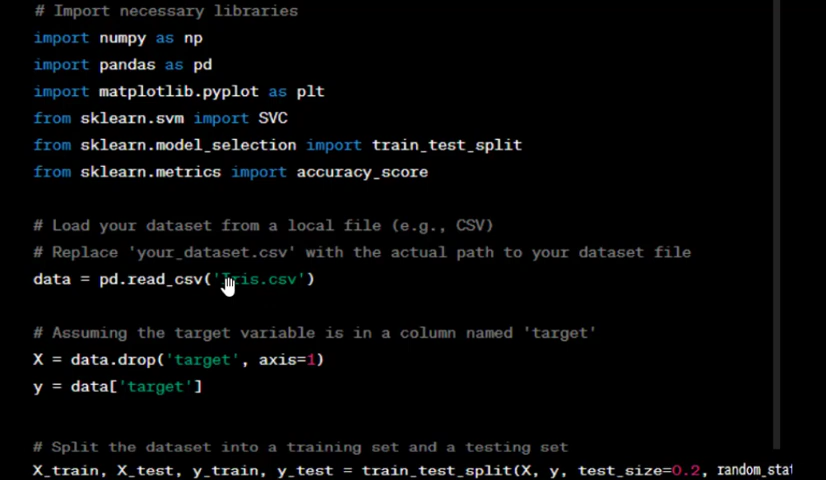 # Import necessary libraries
import numpy as np
import pandas as pd
import matplotlib.pyplot as plt
from sklearn.svm import SVC
from sklearn.model_selection import train_test_split
from sklearn.metrics import accuracy_score
# Load your dataset from a local file (e.g., CSV)
# Replace 'your_dataset.csv' with the actual path to your dataset file
data = pd.read_csv('Iris.csv')
# Assuming the target variable is in a column named 'target'
X = data.drop('target', axis=1)
y = data['target']
# Split the dataset into a training set and a testing set
X_train, X_test, y_train, y_test = train_test_split(X, y, test_size=0.2, random_stat